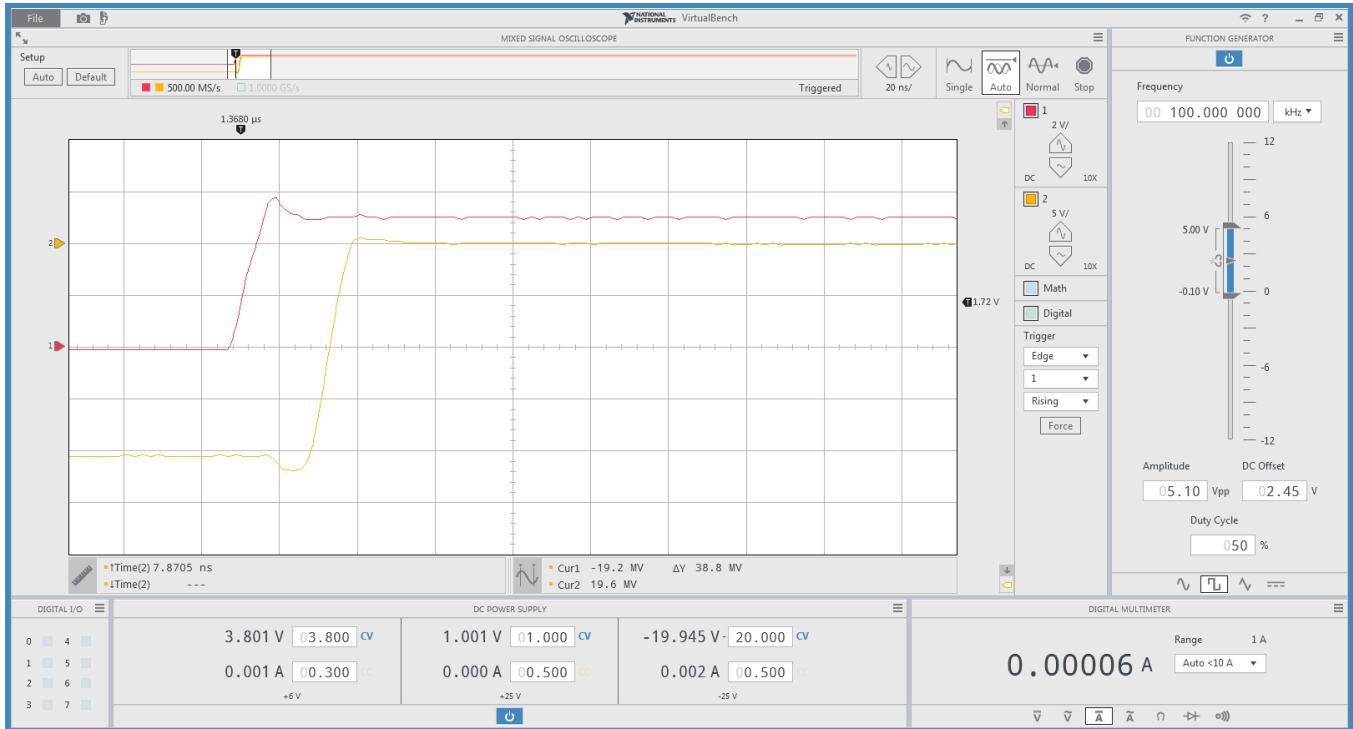 File
NATIONAL INSTRUMENTS VirtualBench
?
MIXED SIGNAL OSCILLOSCOPE
Setup
Auto Default
T
500.00 MS/s 1.0000 GS/s Triggered
20 ns/
Single Auto Normal Stop
1.3680 µs
T
2
1
T 1.72 V
1
2 V/
DC 10X
2
5 V/
DC 10X
Math
Digital
Trigger
Edge
1
Rising
Force
↑Time(2) 7.8705 ns
↓Time(2) ---
Cur1 -19.2 MV ΔY 38.8 MV
Cur2 19.6 MV
FUNCTION GENERATOR
Frequency
00 100.000 000 kHz
12
6
5.00 V
-0.10 V
0
-6
-12
Amplitude DC Offset
05.10 Vpp 02.45 V
Duty Cycle
050 %
DIGITAL I/O
0 4
1 5
2 6
3 7
DC POWER SUPPLY
3.801 V 03.800 CV
0.001 A 00.300 CC
+6 V
1.001 V 01.000 CV
0.000 A 00.500 CC
+25 V
-19.945 V - 20.000 CV
0.002 A 00.500 CC
-25 V
DIGITAL MULTIMETER
0.00006 A
Range 1 A
Auto <10 A
V V A A Ω